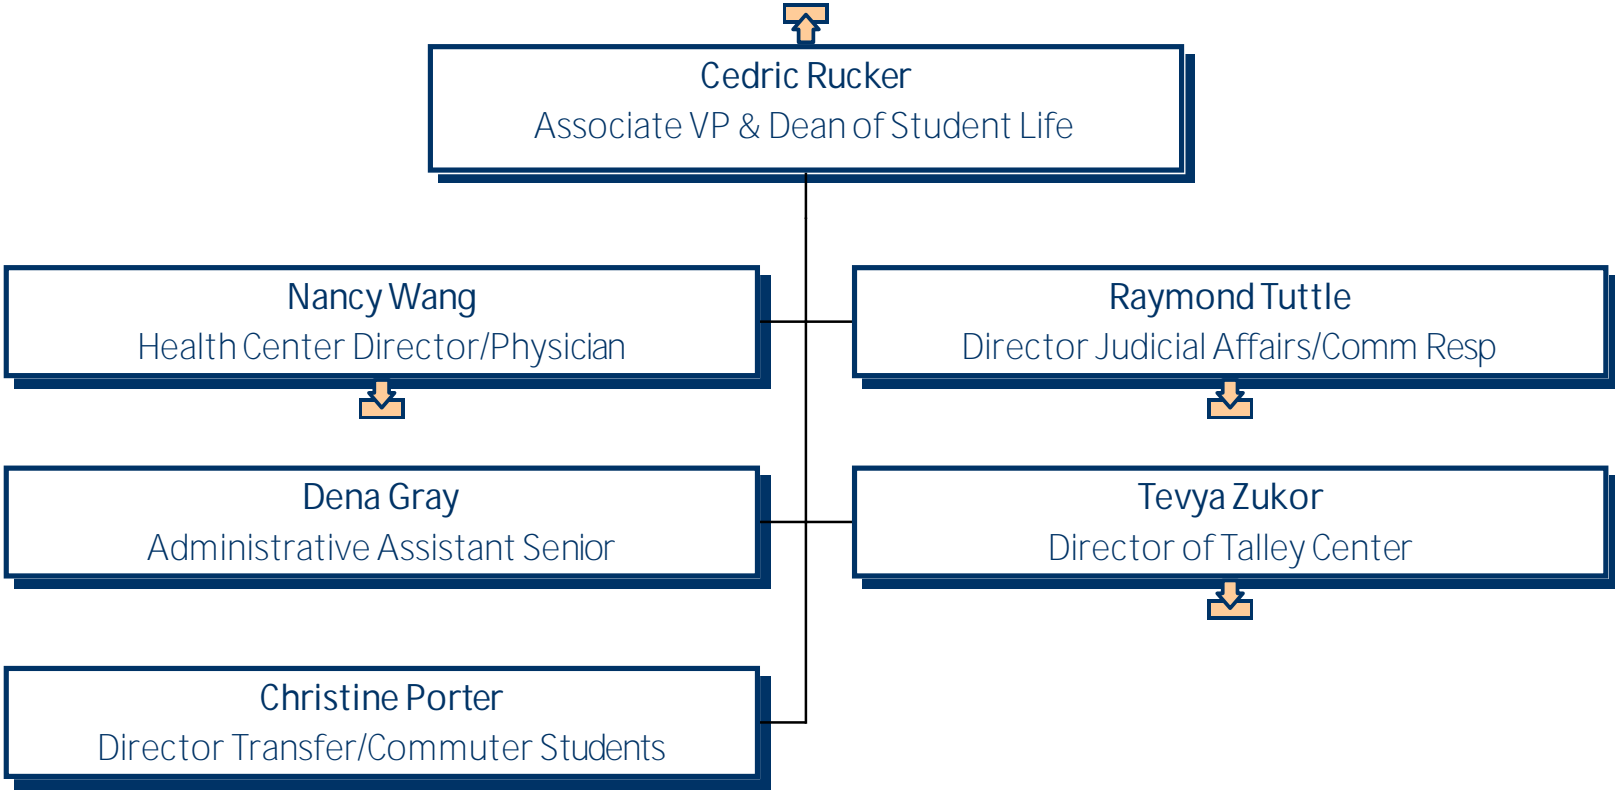 Cedric Rucker
Associate VP & Dean of Student Life
Nancy Wang
Health Center Director/Physician
Raymond Tuttle
Director Judicial Affairs/Comm Resp
Dena Gray
Administrative Assistant Senior
Tevya Zukor
Director of Talley Center
Christine Porter
Director Transfer/Commuter Students